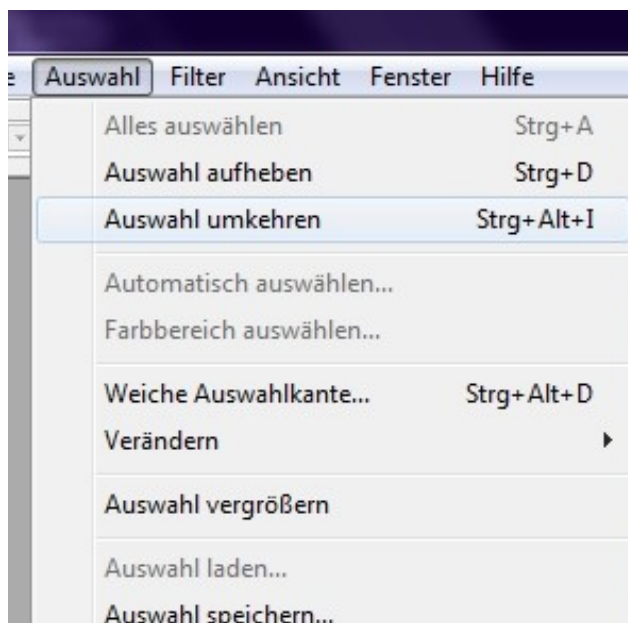 e Auswahl Filter Ansicht Fenster Hilfe
Alles auswählen Strg+A
Auswahl aufheben Strg+D
Auswahl umkehren Strg+Alt+I
Automatisch auswählen...
Farbbereich auswählen...
Weiche Auswahlkante... Strg+Alt+D
Verändern
Auswahl vergrößern
Auswahl laden...
Auswahl speichern...